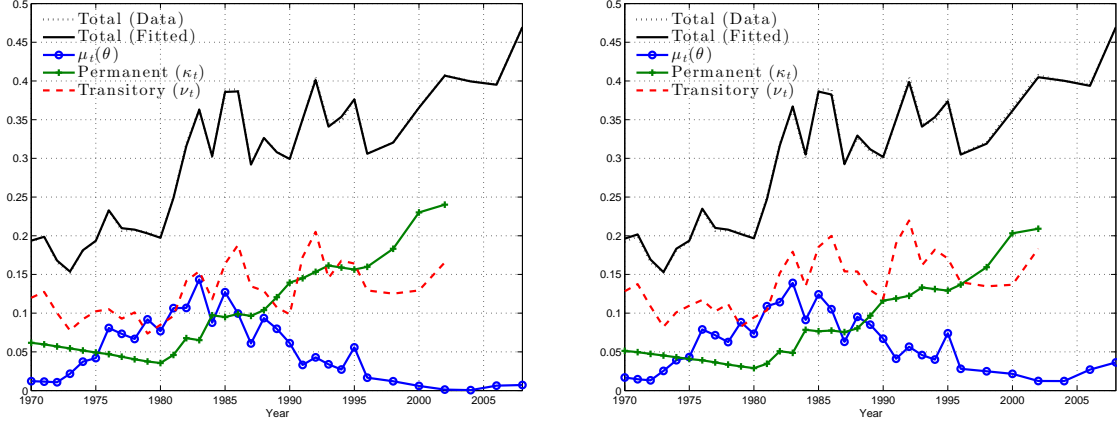 0.5
0.45
0.4
0.35
0.3
0.25
0.2
0.15
0.1
0.05
0
Total (Data)
Total (Fitted)
μt(θ)
Permanent (κt)
Transitory (νt)
1970 1975 1980 1985 1990 1995 2000 2005
Year
0.5
0.45
0.4
0.35
0.3
0.25
0.2
0.15
0.1
0.05
0
Total (Data)
Total (Fitted)
μt(θ)
Permanent (κt)
Transitory (νt)
1970 1975 1980 1985 1990 1995 2000 2005
Year